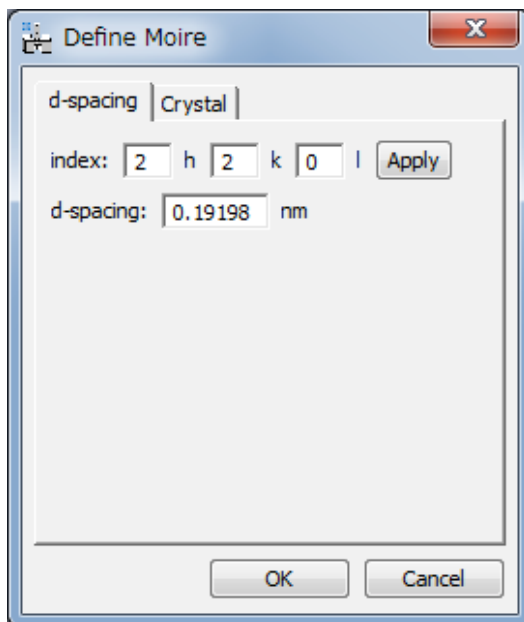 Define Moire
d-spacing Crystal
index: 2 h 2 k 0 l Apply
d-spacing: 0.19198 nm
OK Cancel